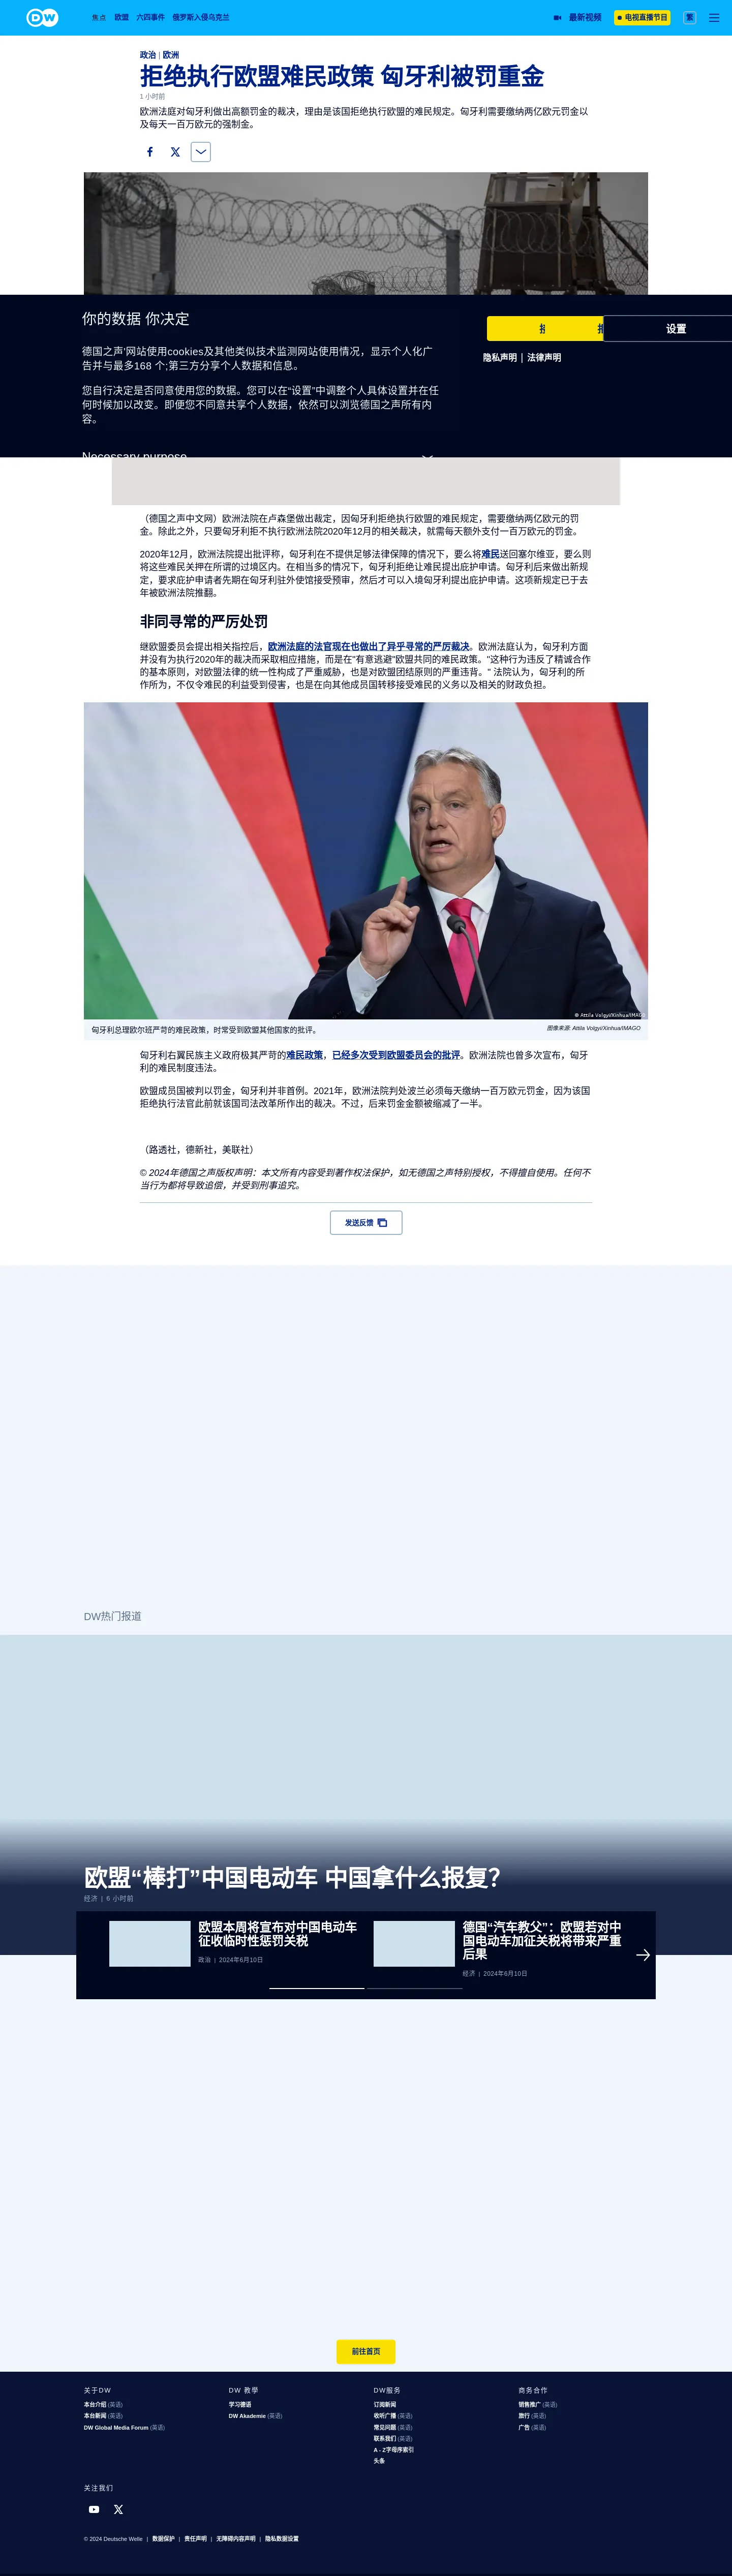 DW
焦点 欧盟 六四事件 俄罗斯入侵乌克兰
最新视频 电视直播节目 繁
政治 | 欧洲
拒绝执行欧盟难民政策 匈牙利被罚重金
1 小时前
欧洲法庭对匈牙利做出高额罚金的裁决，理由是该国拒绝执行欧盟的难民规定。匈牙利需要缴纳两亿欧元罚金以
及每天一百万欧元的强制金。
你的数据 你决定
德国之声'网站使用cookies及其他类似技术监测网站使用情况，显示个人化广
告并与最多168 个;第三方分享个人数据和信息。
您自行决定是否同意使用您的数据。您可以在“设置”中调整个人具体设置并在任
何时候加以改变。即便您不同意共享个人数据，依然可以浏览德国之声所有内
容。
Necessary purpose
设置
隐私声明 | 法律声明
（德国之声中文网）欧洲法院在卢森堡做出裁定，因匈牙利拒绝执行欧盟的难民规定，需要缴纳两亿欧元的罚
金。除此之外，只要匈牙利拒不执行欧洲法院2020年12月的相关裁决，就需每天额外支付一百万欧元的罚金。
2020年12月，欧洲法院提出批评称，匈牙利在不提供足够法律保障的情况下，要么将难民送回塞尔维亚，要么则
将这些难民关押在所谓的过境地区内。在相当多的情况下，匈牙利拒绝让难民提出庇护申请。匈牙利后来做出新规
定，要求庇护申请者先期在匈牙利驻外使馆接受预审，然后才可以入境匈牙利提出庇护申请。这项新规定已于去
年被欧洲法院推翻。
非同寻常的严厉处罚
继欧盟委员会提出相关指控后，欧洲法庭的法官现在也做出了异乎寻常的严厉裁决。欧洲法庭认为，匈牙利方面
并没有为执行2020年的裁决而采取相应措施，而是在"有意逃避"欧盟共同的难民政策。"这种行为违反了精诚合作
的基本原则，对欧盟法律的统一性构成了严重威胁，也是对欧盟团结原则的严重违背。" 法院认为，匈牙利的所
作所为，不仅令难民的利益受到侵害，也是在向其他成员国转移接受难民的义务以及相关的财政负担。
© Attila Volgyi/Xinhua/IMAGO
匈牙利总理欧尔班严苛的难民政策，时常受到欧盟其他国家的批评。
图像来源: Attila Volgyi/Xinhua/IMAGO
匈牙利右翼民族主义政府极其严苛的难民政策，已经多次受到欧盟委员会的批评。欧洲法院也曾多次宣布，匈牙
利的难民制度违法。
欧盟成员国被判以罚金，匈牙利并非首例。2021年，欧洲法院判处波兰必须每天缴纳一百万欧元罚金，因为该国
拒绝执行法官此前就该国司法改革所作出的裁决。不过，后来罚金金额被缩减了一半。
（路透社，德新社，美联社）
© 2024年德国之声版权声明：本文所有内容受到著作权法保护，如无德国之声特别授权，不得擅自使用。任何不
当行为都将导致追偿，并受到刑事追究。
发送反馈
DW热门报道
欧盟“棒打”中国电动车 中国拿什么报复？
经济 | 6 小时前
欧盟本周将宣布对中国电动车
征收临时性惩罚关税
政治 | 2024年6月10日
德国“汽车教父”：欧盟若对中
国电动车加征关税将带来严重
后果
经济 | 2024年6月10日
前往首页
关于DW
本台介绍 (英语)
本台新闻 (英语)
DW Global Media Forum (英语)
DW 教學
学习德语
DW Akademie (英语)
DW服务
订阅新闻
收听广播 (英语)
常见问题 (英语)
联系我们 (英语)
A - Z字母序索引
头条
商务合作
销售推广 (英语)
旅行 (英语)
广告 (英语)
关注我们
© 2024 Deutsche Welle | 数据保护 | 责任声明 | 无障碍内容声明 | 隐私数据设置